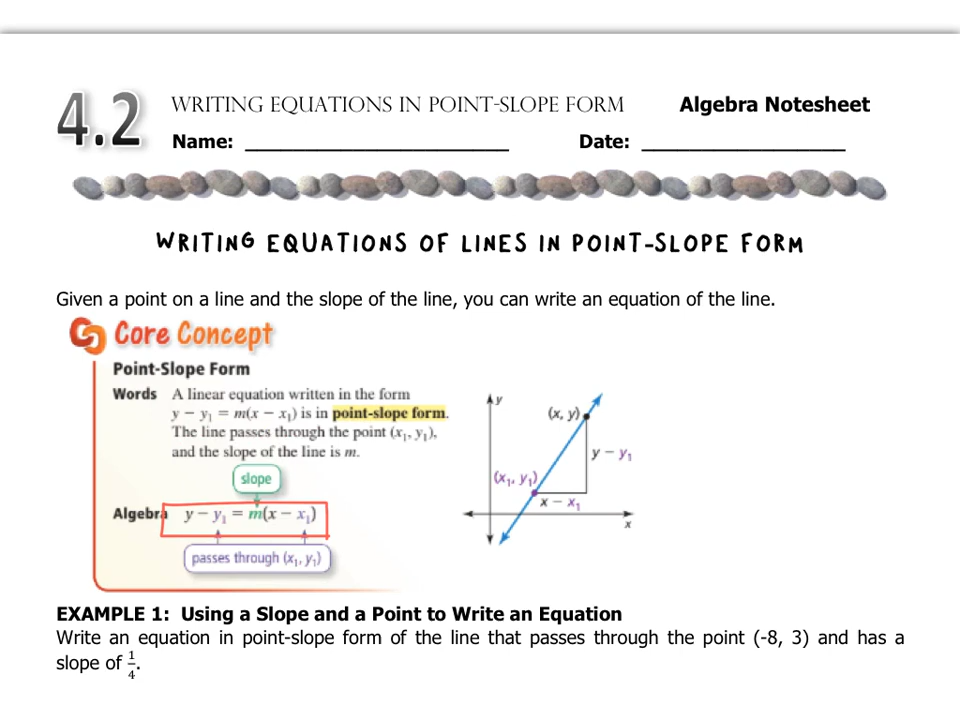 4.2 WRITING EQUATIONS IN POINT-SLOPE FORM Algebra Notesheet
Name: ________________________ Date: ___________________
WRITING EQUATIONS OF LINES IN POINT-SLOPE FORM
Given a point on a line and the slope of the line, you can write an equation of the line.
Core Concept
Point-Slope Form
Words A linear equation written in the form
y − y₁ = m(x − x₁) is in point-slope form.
The line passes through the point (x₁, y₁),
and the slope of the line is m.
slope
Algebra y − y₁ = m(x − x₁)
passes through (x₁, y₁)
y
(x, y)
y − y₁
(x₁, y₁)
x − x₁
x
EXAMPLE 1: Using a Slope and a Point to Write an Equation
Write an equation in point-slope form of the line that passes through the point (-8, 3) and has a
slope of 1/4.